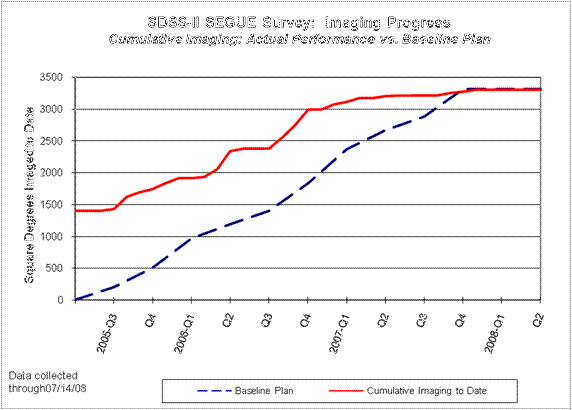 SDSS-II SEGUE Survey: Imaging Progress
Cumulative Imaging: Actual Performance vs. Baseline Plan
Square Degrees Imaged to Date
3500
3000
2500
2000
1500
1000
500
0
2005-Q3
Q4
2006-Q1
Q2
Q3
Q4
2007-Q1
Q2
Q3
Q4
2008-Q1
Q2
Data collected
through07/14/08
Baseline Plan
Cumulative Imaging to Date